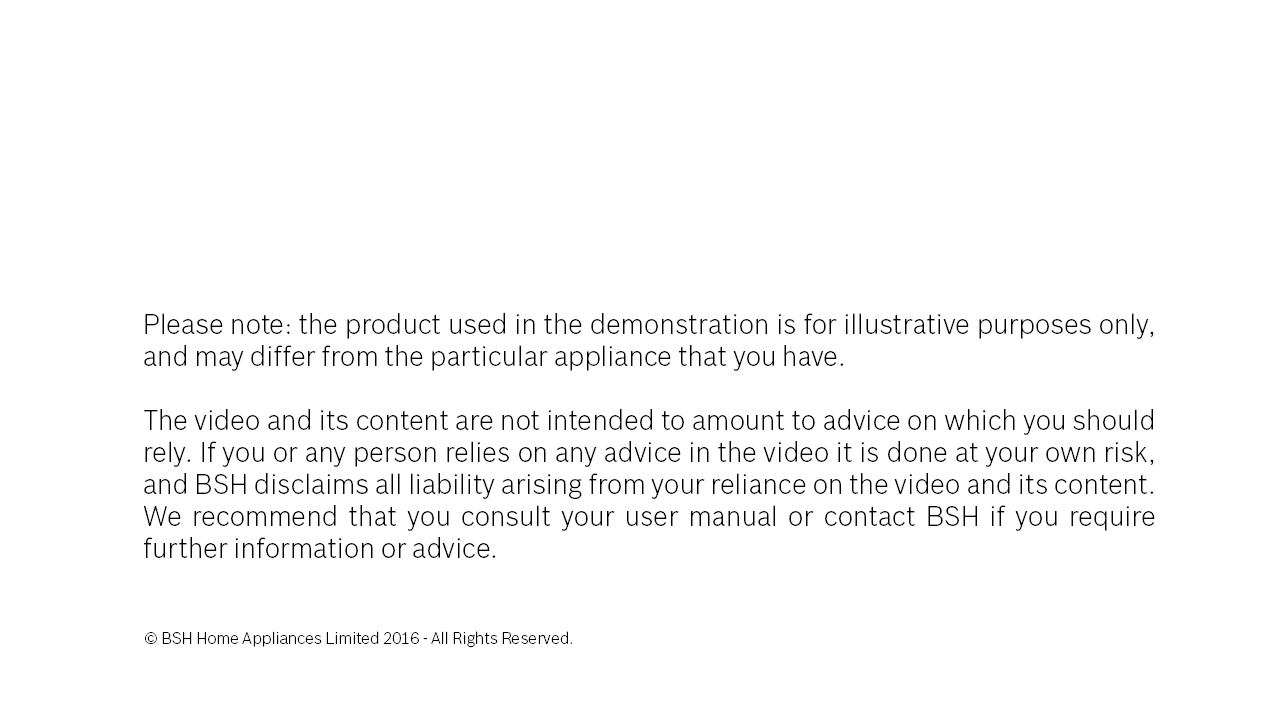 Please note: the product used in the demonstration is for illustrative purposes only,
and may differ from the particular appliance that you have.
The video and its content are not intended to amount to advice on which you should
rely. If you or any person relies on any advice in the video it is done at your own risk,
and BSH disclaims all liability arising from your reliance on the video and its content.
We recommend that you consult your user manual or contact BSH if you require
further information or advice.
© BSH Home Appliances Limited 2016 - All Rights Reserved.